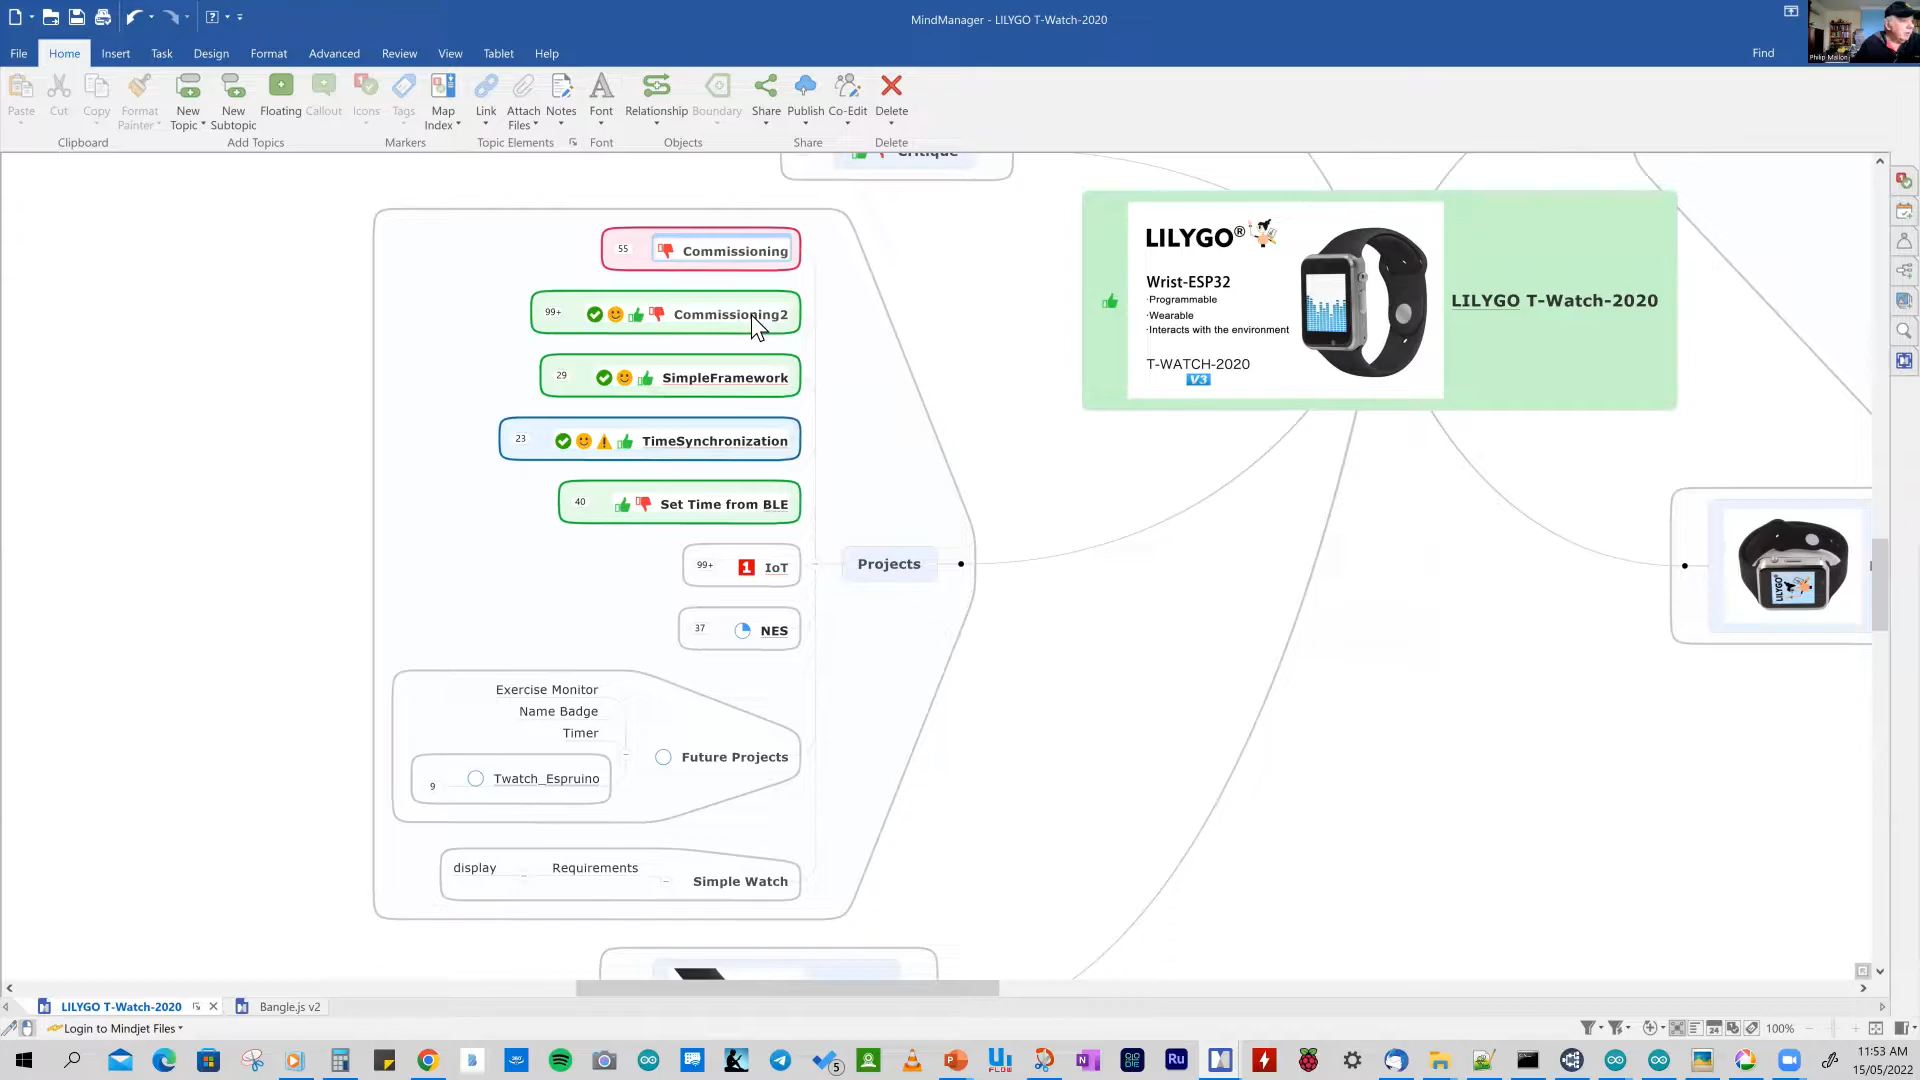 MindManager - LILYGO T-Watch-2020
Philip Mallon
File
Home
Insert
Task
Design
Format
Advanced
Review
View
Tablet
Help
Find
Paste
Cut
Copy
Format Painter
New Topic
New Subtopic
Floating
Callout
Icons
Tags
Map Index
Link
Attach Files
Notes
Font
Relationship
Boundary
Share
Publish
Co-Edit
Delete
Clipboard
Add Topics
Markers
Topic Elements
Font
Objects
Share
Delete
Critique
55
Commissioning
99+
Commissioning2
29
SimpleFramework
23
TimeSynchronization
40
Set Time from BLE
99+
1
IoT
37
NES
Exercise Monitor
Name Badge
Timer
9
Twatch_Espruino
Future Projects
display
Requirements
Simple Watch
Projects
LILYGO®
Wrist-ESP32
·Programmable
·Wearable
·Interacts with the environment
T-WATCH-2020
V3
LILYGO T-Watch-2020
LILYGO
LILYGO T-Watch-2020
Bangle.js v2
Login to Mindjet Files
100%
5
Ru
11:53 AM
15/05/2022